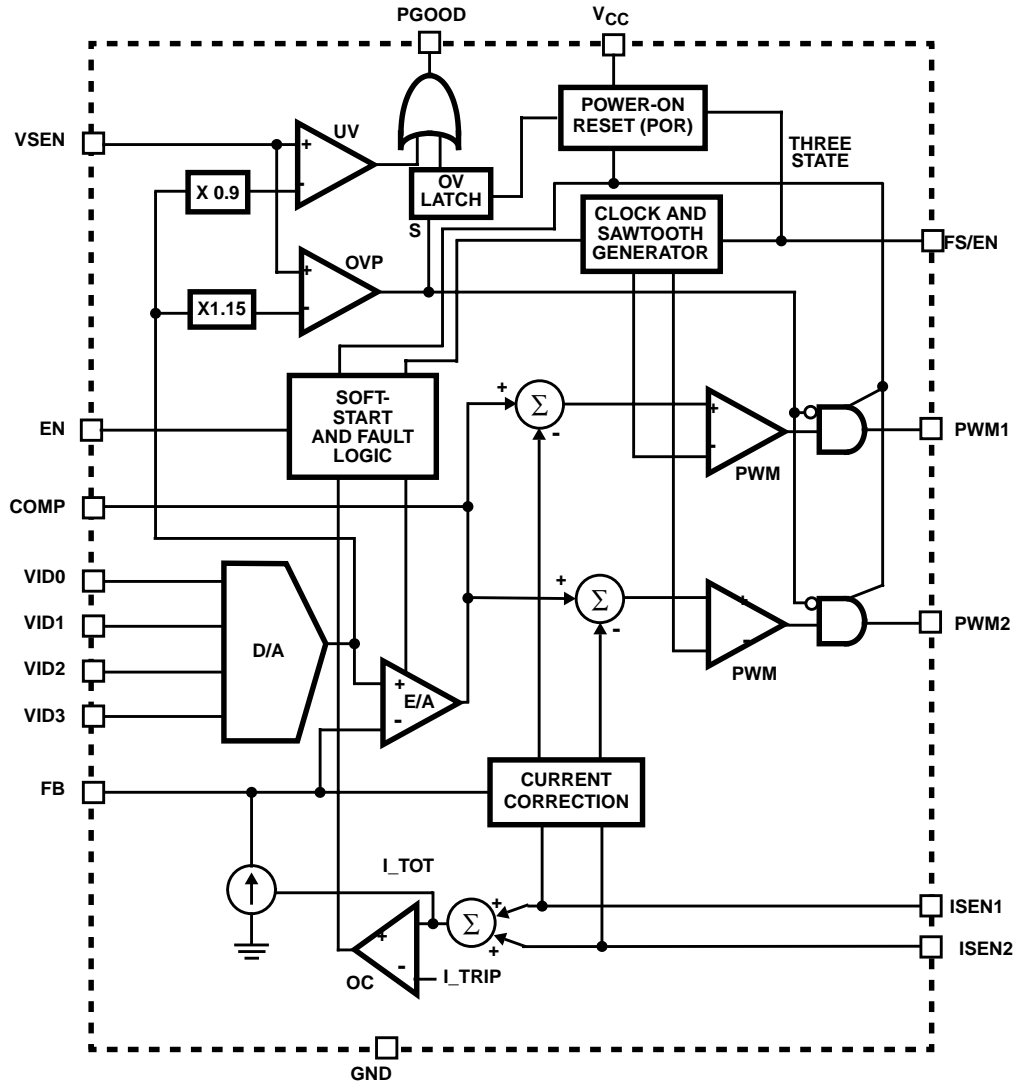 PGOOD
VCC
VSEN
+
UV
-
X 0.9
OV
LATCH
S
POWER-ON
RESET (POR)
THREE
STATE
CLOCK AND
SAWTOOTH
GENERATOR
FS/EN
OVP
+
-
X1.15
SOFT-
START
AND FAULT
LOGIC
EN
+
Σ
-
+
-
PWM
PWM1
COMP
VID0
VID1
VID2
VID3
D/A
+
E/A
-
+
Σ
-
+
-
PWM
PWM2
FB
CURRENT
CORRECTION
I_TOT
+
Σ
+
+
-
OC
I_TRIP
ISEN1
ISEN2
GND